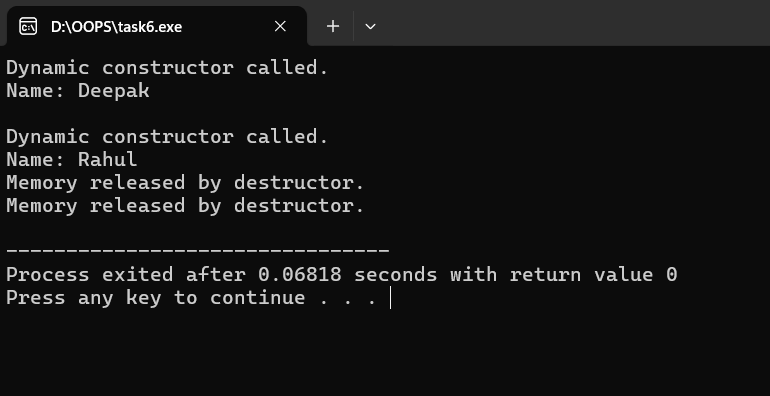 D:\OOPS\task6.exe
Dynamic constructor called.
Name: Deepak
Dynamic constructor called.
Name: Rahul
Memory released by destructor.
Memory released by destructor.
--------------------------------
Process exited after 0.06818 seconds with return value 0
Press any key to continue . . .